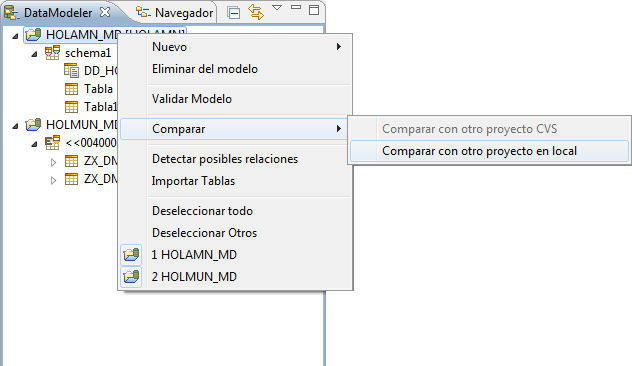 DataModeler
Navegador
HOLAMN_MD [HOLAMN]
schema1
DD_HO
Tabla
Tabla1
HOLMUN_MD
<<004000
ZX_DM
ZX_DM
Nuevo
Eliminar del modelo
Validar Modelo
Comparar
Detectar posibles relaciones
Importar Tablas
Deseleccionar todo
Deseleccionar Otros
1 HOLAMN_MD
2 HOLMUN_MD
Comparar con otro proyecto CVS
Comparar con otro proyecto en local